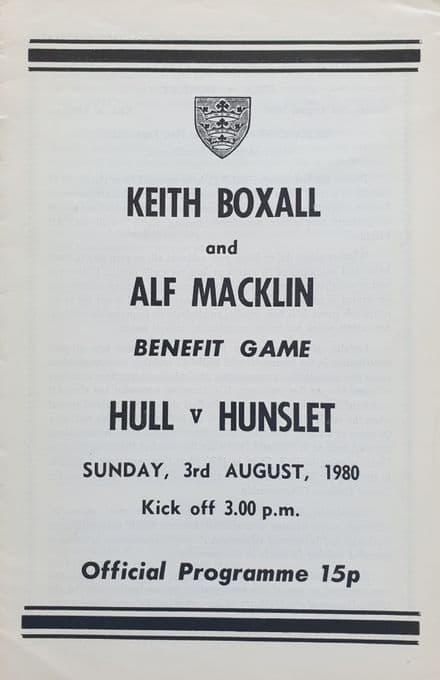 KEITH BOXALL
and
ALF MACKLIN
BENEFIT GAME
HULL v HUNSLET
SUNDAY, 3rd AUGUST, 1980
Kick off 3.00 p.m.
Official Programme 15p